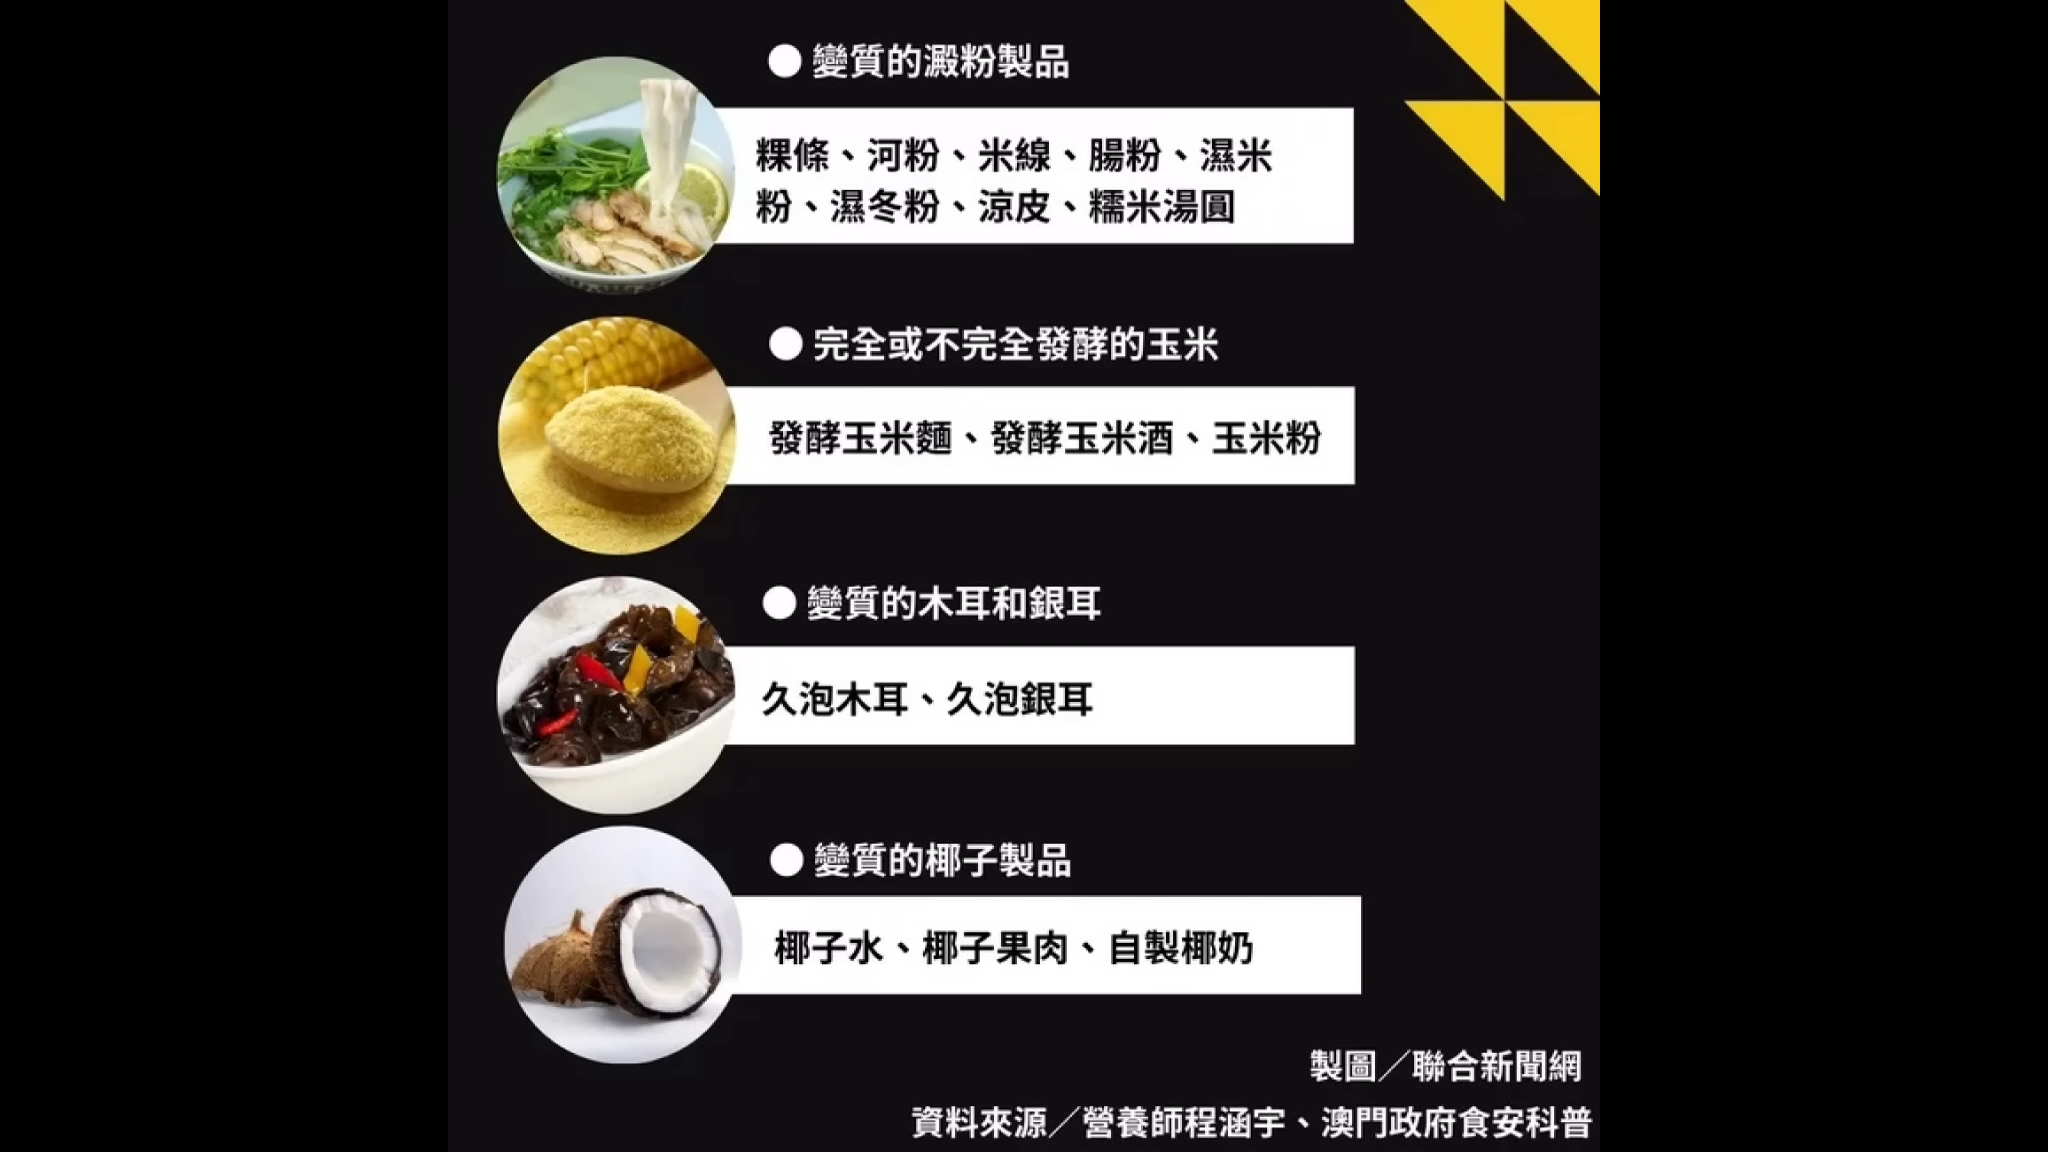 變質的澱粉製品
粿條、河粉、米線、腸粉、濕米
粉、濕冬粉、涼皮、糯米湯圓
完全或不完全發酵的玉米
發酵玉米麵、發酵玉米酒、玉米粉
變質的木耳和銀耳
久泡木耳、久泡銀耳
變質的椰子製品
椰子水、椰子果肉、自製椰奶
製圖／聯合新聞網
資料來源／營養師程涵宇、澳門政府食安科普